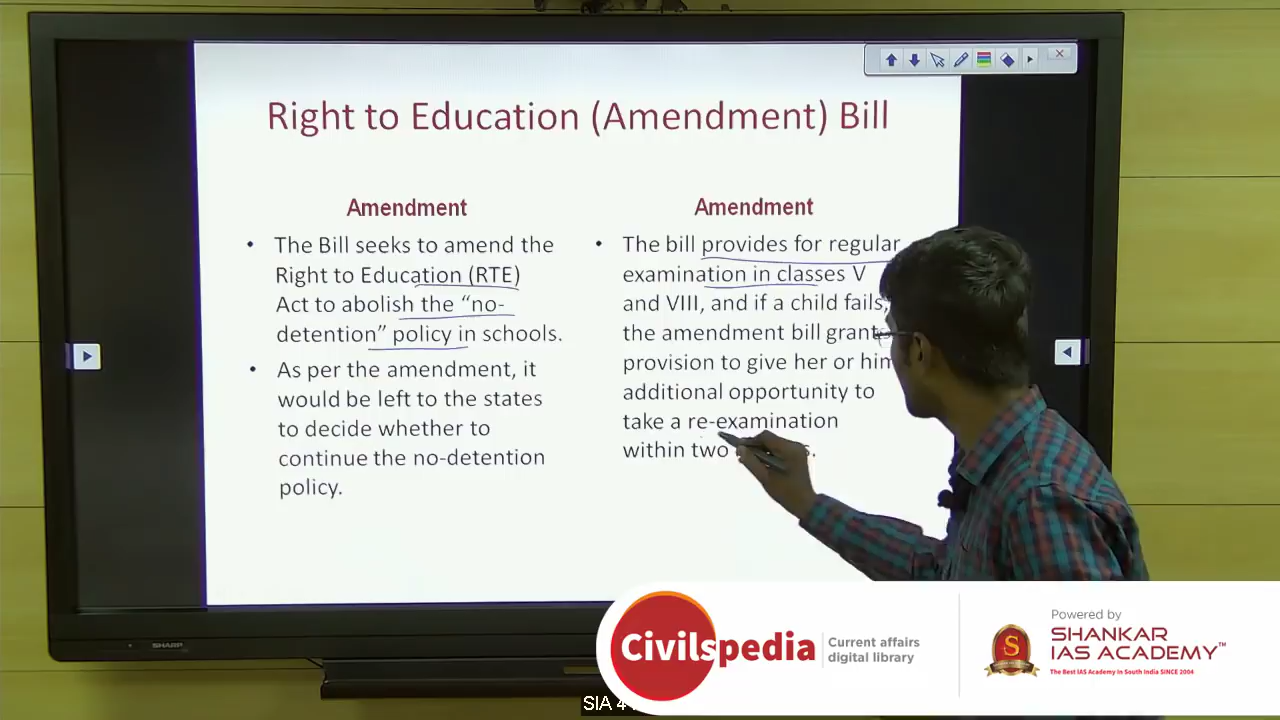 Right to Education (Amendment) Bill
Amendment
• The Bill seeks to amend the
Right to Education (RTE)
Act to abolish the “no-
detention” policy in schools.
• As per the amendment, it
would be left to the states
to decide whether to
continue the no-detention
policy.
Amendment
• The bill provides for regular
examination in classes V
and VIII, and if a child fails,
the amendment bill grants
provision to give her or him
additional opportunity to
take a re-examination
within two
SHARP
Civilspedia
Current affairs
digital library
Powered by
S
SHANKAR
IAS ACADEMY™
The Best IAS Academy In South India SINCE 2004
SIA 4